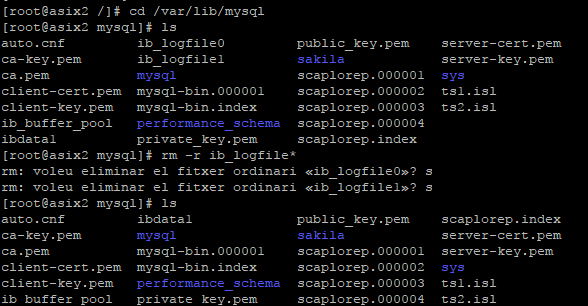 [root@asix2 /]# cd /var/lib/mysql
[root@asix2 mysql]# ls
auto.cnf ib_logfile0 public_key.pem server-cert.pem
ca-key.pem ib_logfile1 sakila server-key.pem
ca.pem mysql scaplorep.000001 sys
client-cert.pem mysql-bin.000001 scaplorep.000002 ts1.isl
client-key.pem mysql-bin.index scaplorep.000003 ts2.isl
ib_buffer_pool performance_schema scaplorep.000004
ibdata1 private_key.pem scaplorep.index
[root@asix2 mysql]# rm -r ib_logfile*
rm: voleu eliminar el fitxer ordinari «ib_logfile0»? s
rm: voleu eliminar el fitxer ordinari «ib_logfile1»? s
[root@asix2 mysql]# ls
auto.cnf ibdata1 public_key.pem scaplorep.index
ca-key.pem mysql sakila server-cert.pem
ca.pem mysql-bin.000001 scaplorep.000001 server-key.pem
client-cert.pem mysql-bin.index scaplorep.000002 sys
client-key.pem performance_schema scaplorep.000003 ts1.isl
ib_buffer_pool private_key.pem scaplorep.000004 ts2.isl